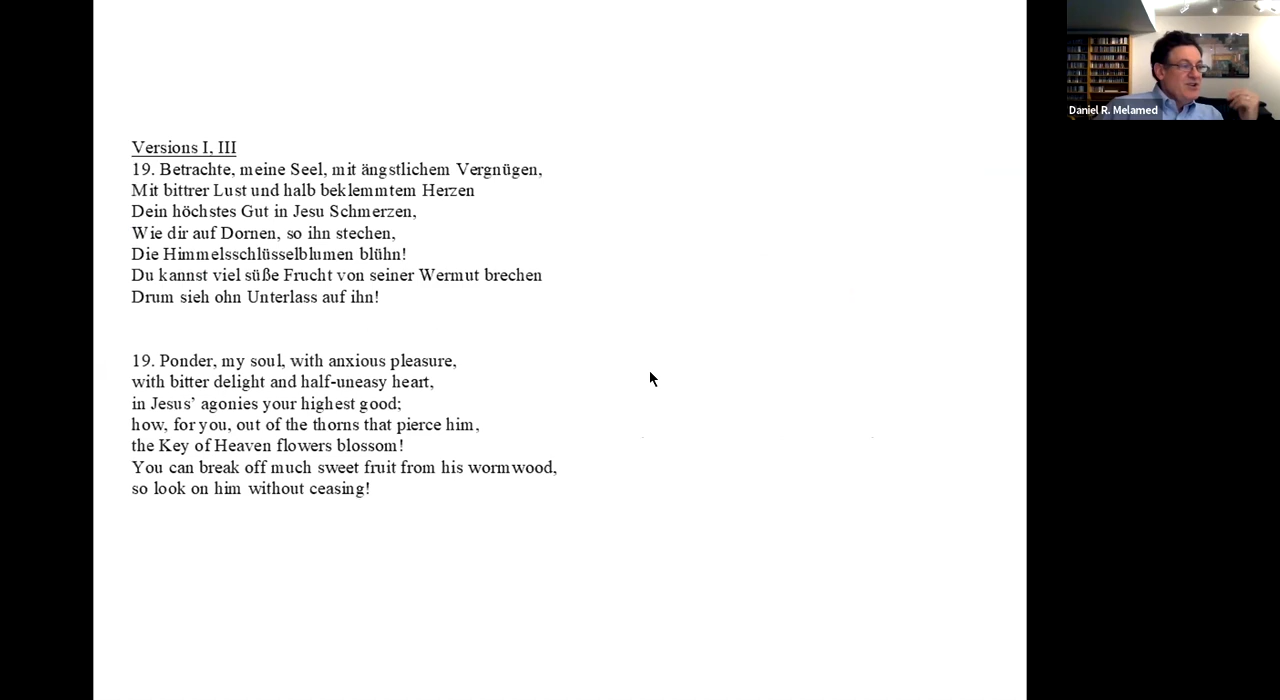 Versions I, III
19. Betrachte, meine Seel, mit ängstlichem Vergnügen,
Mit bittrer Lust und halb beklemmtem Herzen
Dein höchstes Gut in Jesu Schmerzen,
Wie dir auf Dornen, so ihn stechen,
Die Himmelsschlüsselblumen blühn!
Du kannst viel süße Frucht von seiner Wermut brechen
Drum sieh ohn Unterlass auf ihn!
19. Ponder, my soul, with anxious pleasure,
with bitter delight and half-uneasy heart,
in Jesus’ agonies your highest good;
how, for you, out of the thorns that pierce him,
the Key of Heaven flowers blossom!
You can break off much sweet fruit from his wormwood,
so look on him without ceasing!
Daniel R. Melamed